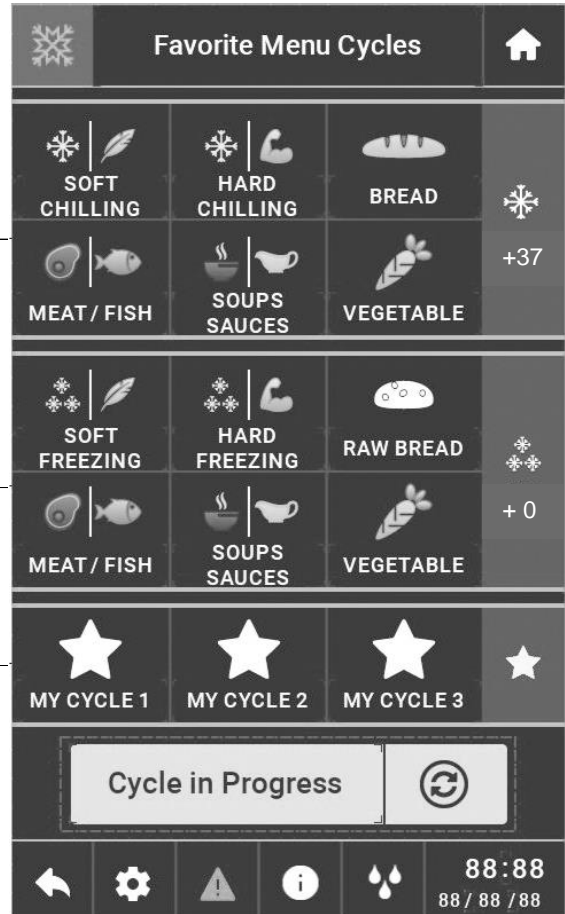 Favorite Menu Cycles
SOFT
CHILLING
HARD
CHILLING
BREAD
+37
MEAT / FISH
SOUPS
SAUCES
VEGETABLE
SOFT
FREEZING
HARD
FREEZING
RAW BREAD
+ 0
MEAT / FISH
SOUPS
SAUCES
VEGETABLE
MY CYCLE 1
MY CYCLE 2
MY CYCLE 3
Cycle in Progress
88:88
88 / 88 / 88